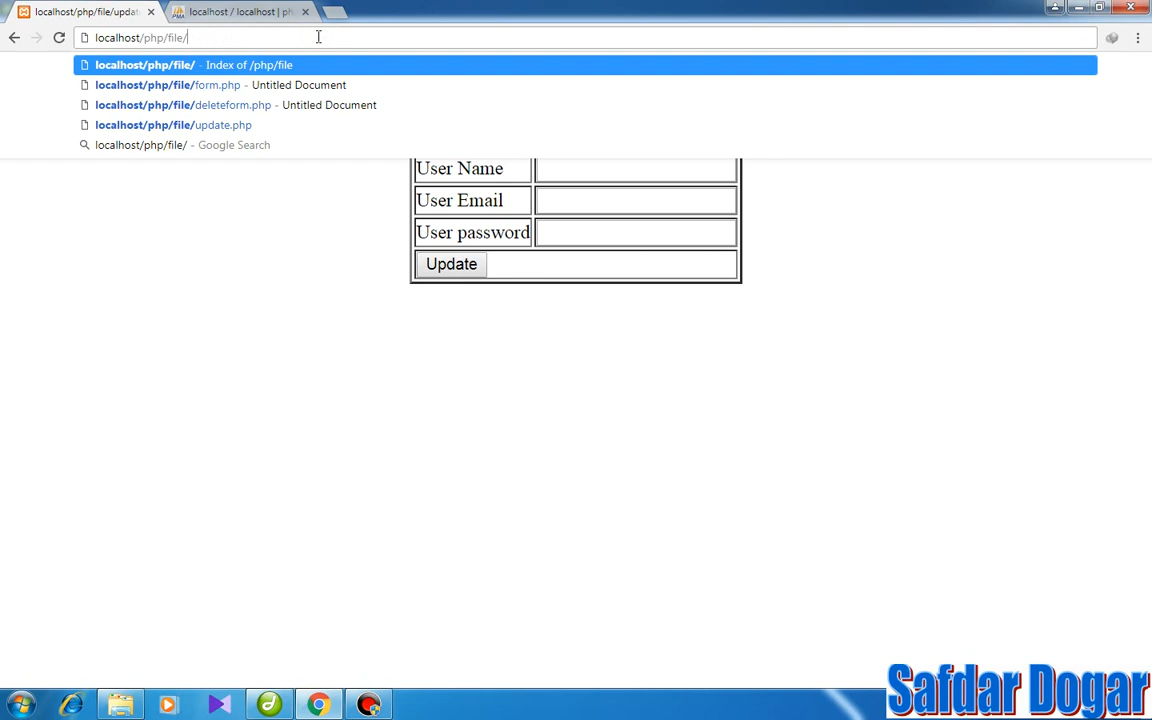 localhost/php/file/updat
localhost / localhost | ph
localhost/php/file/
localhost/php/file/ - Index of /php/file
localhost/php/file/form.php - Untitled Document
localhost/php/file/deleteform.php - Untitled Document
localhost/php/file/update.php
localhost/php/file/ - Google Search
User Name
User Email
User password
Update
Safdar Dogar